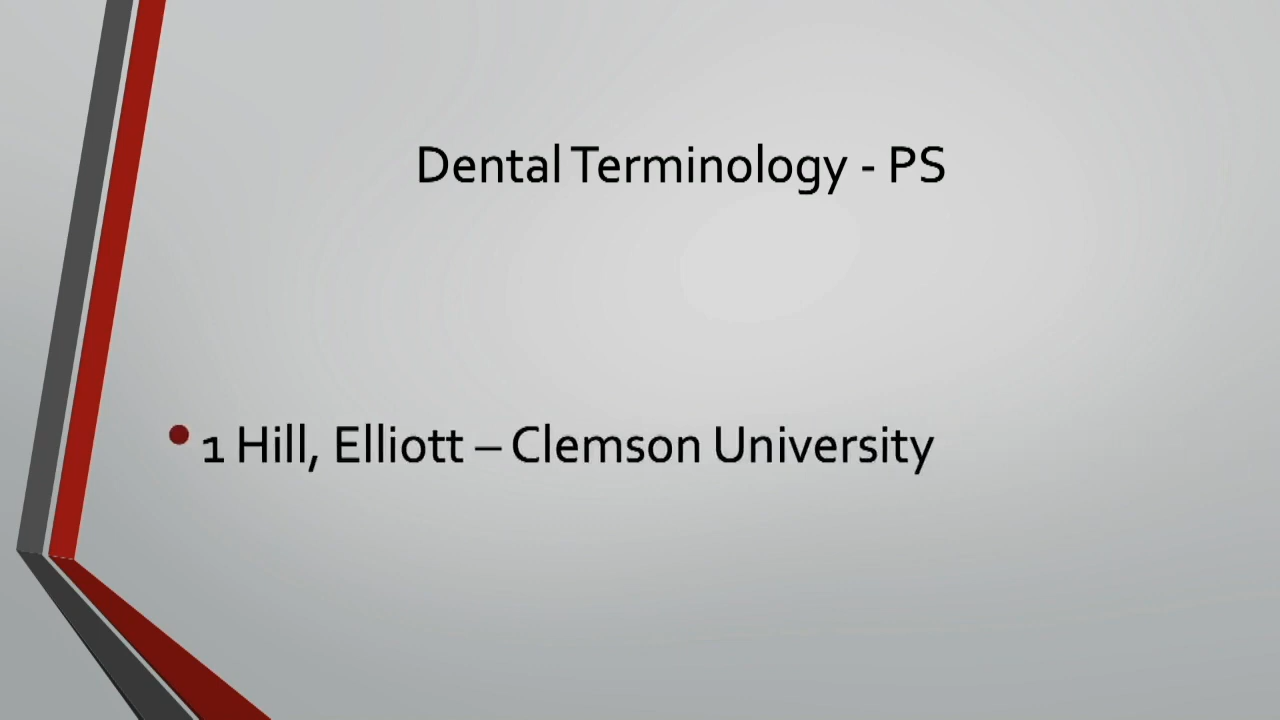 Dental Terminology - PS
1 Hill, Elliott – Clemson University